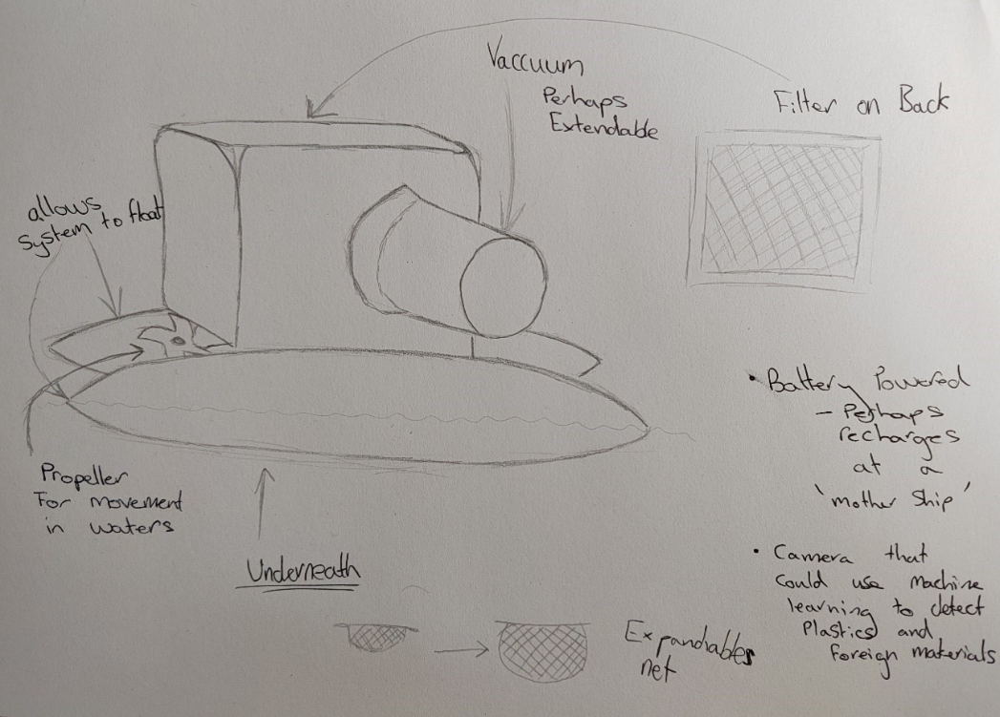 Vaccuum
Perhaps
Extendable
Filter on Back
allows
system to float
Propeller
For movement
in waters
Underneath
Expandables
net
• Battery Powered
– Perhaps
recharges
at a
'mother ship'
• Camera that
could use machine
learning to detect
Plastics and
foreign materials